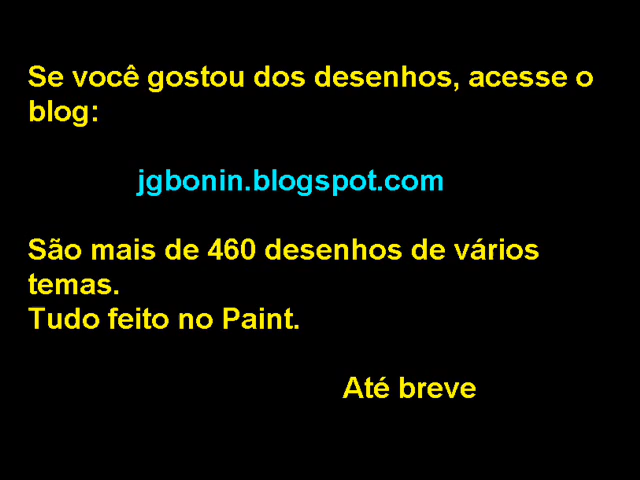 Se você gostou dos desenhos, acesse o
blog:
jgbonin.blogspot.com
São mais de 460 desenhos de vários
temas.
Tudo feito no Paint.
Até breve